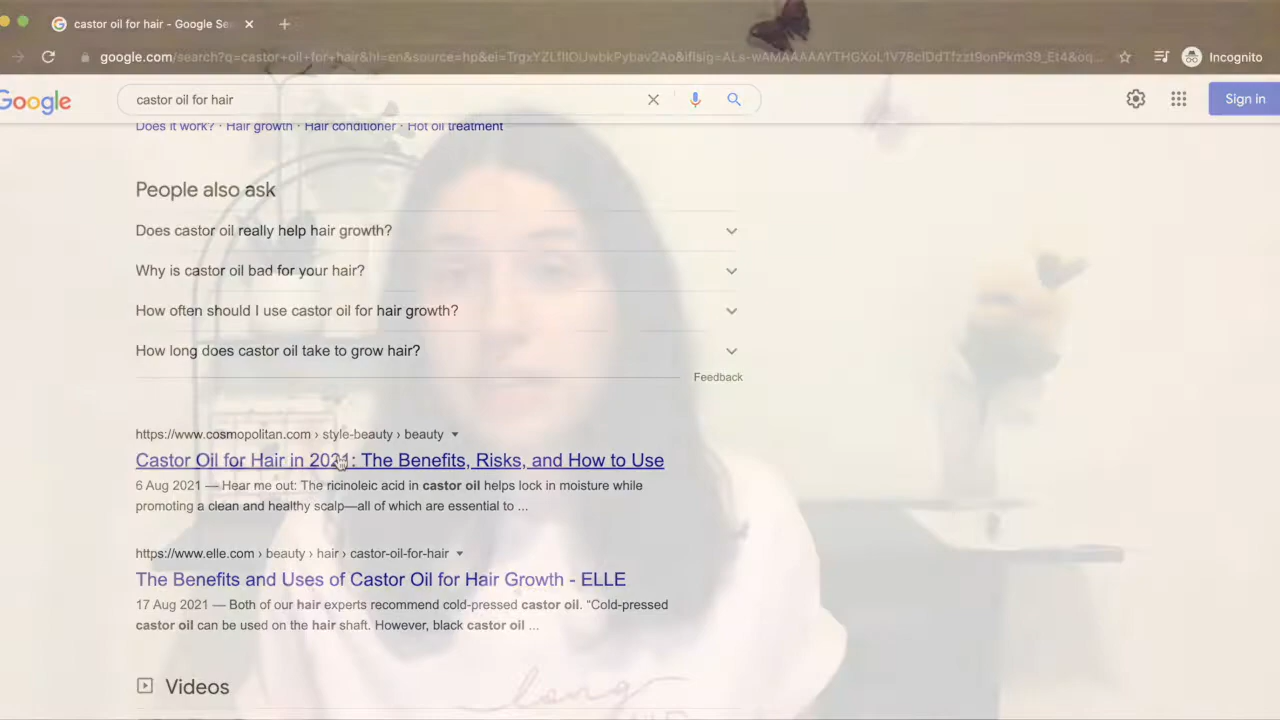 castor oil for hair - Google Se
google.com/search?q=castor+oil+for+hair&hl=en&source=hp&ei=
Incognito
Google
castor oil for hair
Sign in
Does it work? · Hair growth · Hair conditioner · Hot oil treatment
People also ask
Does castor oil really help hair growth?
Why is castor oil bad for your hair?
How often should I use castor oil for hair growth?
How long does castor oil take to grow hair?
Feedback
https://www.cosmopolitan.com › style-beauty › beauty
Castor Oil for Hair in 2021: The Benefits, Risks, and How to Use
6 Aug 2021 — Hear me out: The ricinoleic acid in castor oil helps lock in moisture while
promoting a clean and healthy scalp—all of which are essential to ...
https://www.elle.com › beauty › hair › castor-oil-for-hair
The Benefits and Uses of Castor Oil for Hair Growth - ELLE
17 Aug 2021 — Both of our hair experts recommend cold-pressed castor oil. “Cold-pressed
castor oil can be used on the hair shaft. However, black castor oil ...
Videos
long